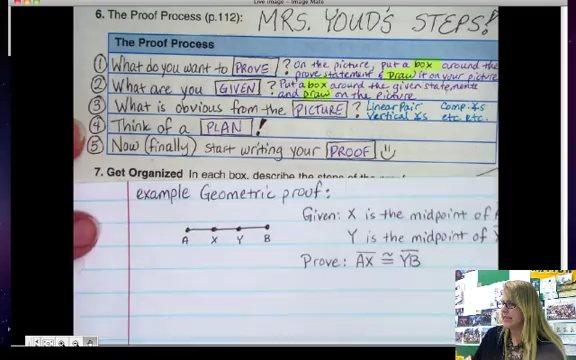 Live image - Image Mate
6. The Proof Process (p.112): MRS. YOUD'S STEPS!
The Proof Process
① What do you want to PROVE ? on the picture, put a box around the
prove statement & Draw it on your picture
② What are you GIVEN ? Put a box around the given statements
and draw on the picture
③ What is obvious from the PICTURE ? Linear Pair Comp. ∡s
Vertical ∡s etc. etc.
④ Think of a PLAN !
⑤ Now (finally) start writing your PROOF
7. Get Organized In each box, describe the steps of the
example Geometric proof:
Given: X is the midpoint of
Y is the midpoint of
A X Y B
Prove: AX ≅ YB